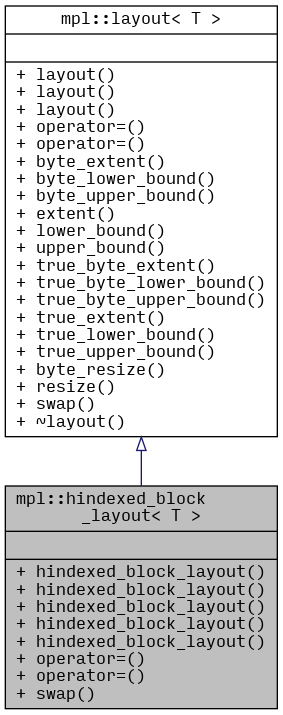 mpl::layout< T >
+ layout()
+ layout()
+ layout()
+ operator=()
+ operator=()
+ byte_extent()
+ byte_lower_bound()
+ byte_upper_bound()
+ extent()
+ lower_bound()
+ upper_bound()
+ true_byte_extent()
+ true_byte_lower_bound()
+ true_byte_upper_bound()
+ true_extent()
+ true_lower_bound()
+ true_upper_bound()
+ byte_resize()
+ resize()
+ swap()
+ ~layout()
mpl::hindexed_block
_layout< T >
+ hindexed_block_layout()
+ hindexed_block_layout()
+ hindexed_block_layout()
+ hindexed_block_layout()
+ hindexed_block_layout()
+ operator=()
+ operator=()
+ swap()